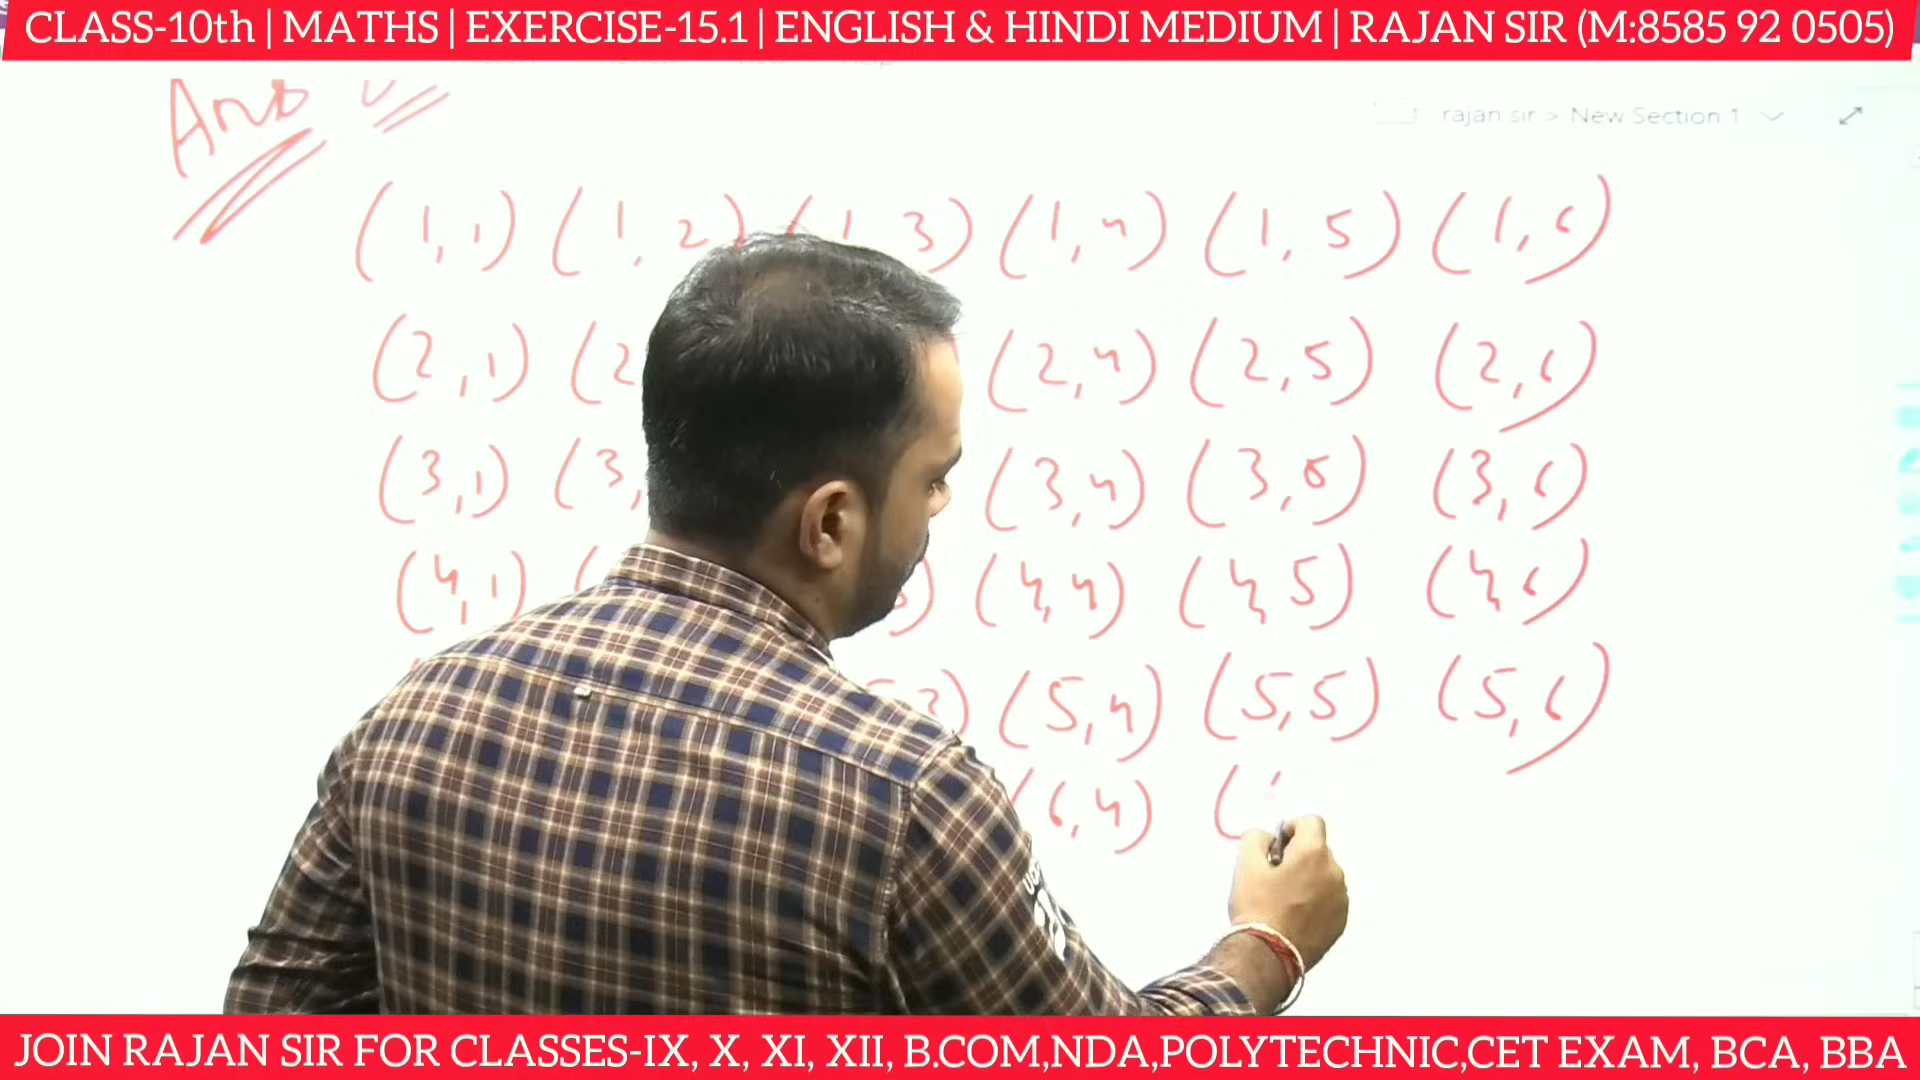 CLASS-10th | MATHS | EXERCISE-15.1 | ENGLISH & HINDI MEDIUM | RAJAN SIR (M:8585 92 0505)
rajan sir > New Section 1
Ans
(1,1) (1,2) (1,3) (1,4) (1,5) (1,6)
(2,1) (2 (2,4) (2,5) (2,6)
(3,1) (3, (3,4) (3,5) (3,6)
(4,1) ( ) (4,4) (4,5) (4,6)
3) (5,4) (5,5) (5,6)
(6,4) (
JOIN RAJAN SIR FOR CLASSES-IX, X, XI, XII, B.COM,NDA,POLYTECHNIC,CET EXAM, BCA, BBA